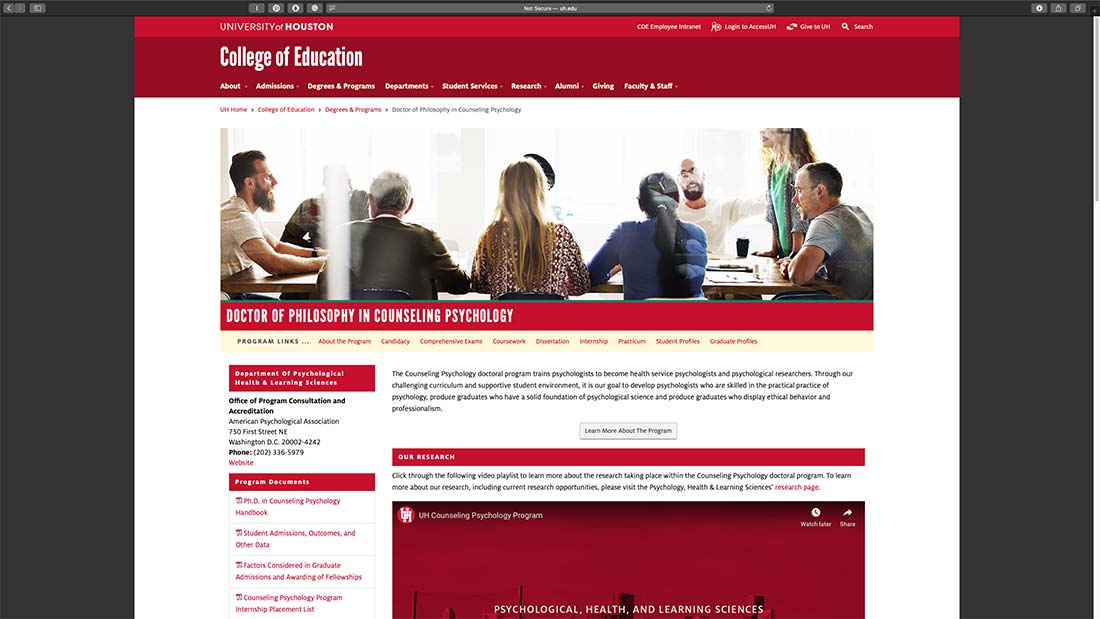 Not Secure — uh.edu
UNIVERSITY of HOUSTON
COE Employee Intranet
Login to AccessUH
Give to UH
Search
College of Education
About
Admissions
Degrees & Programs
Departments
Student Services
Research
Alumni
Giving
Faculty & Staff
UH Home > College of Education > Degrees & Programs > Doctor of Philosophy in Counseling Psychology
DOCTOR OF PHILOSOPHY IN COUNSELING PSYCHOLOGY
PROGRAM LINKS ... About the Program Candidacy Comprehensive Exams Coursework Dissertation Internship Practicum Student Profiles Graduate Profiles
Department Of Psychological
Health & Learning Sciences
Office of Program Consultation and
Accreditation
American Psychological Association
750 First Street NE
Washington D.C. 20002-4242
Phone: (202) 336-5979
Website
Program Documents
Ph.D. in Counseling Psychology
Handbook
Student Admissions, Outcomes, and
Other Data
Factors Considered in Graduate
Admissions and Awarding of Fellowships
Counseling Psychology Program
Internship Placement List
The Counseling Psychology doctoral program trains psychologists to become health service psychologists and psychological researchers. Through our
challenging curriculum and supportive student environment, it is our goal to develop psychologists who are skilled in the practical practice of
psychology, produce graduates who have a solid foundation of psychological science and produce graduates who display ethical behavior and
professionalism.
Learn More About The Program
OUR RESEARCH
Click through the following video playlist to learn more about the research taking place within the Counseling Psychology doctoral program. To learn
more about our research, including current research opportunities, please visit the Psychology, Health & Learning Sciences' research page.
UH Counseling Psychology Program
Watch later
Share
PSYCHOLOGICAL, HEALTH, AND LEARNING SCIENCES